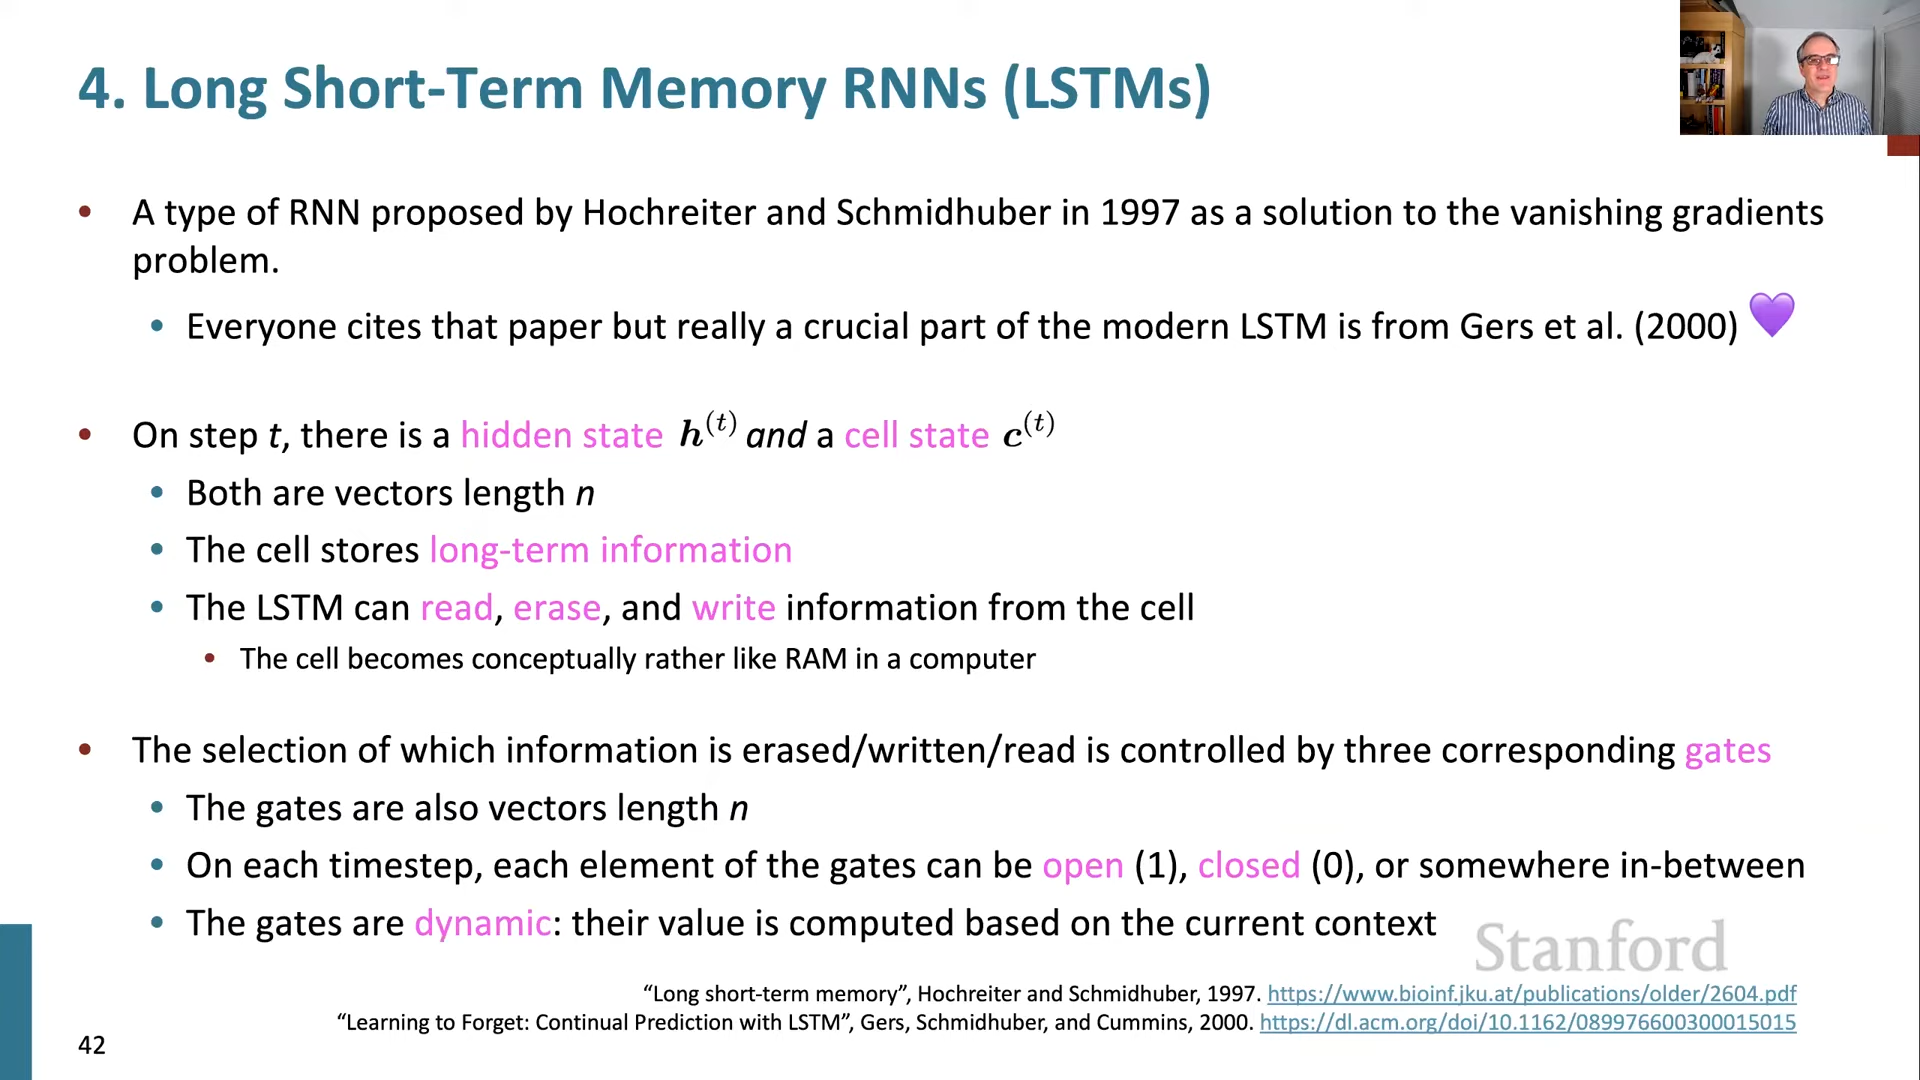 4. Long Short-Term Memory RNNs (LSTMs)
• A type of RNN proposed by Hochreiter and Schmidhuber in 1997 as a solution to the vanishing gradients
problem.
• Everyone cites that paper but really a crucial part of the modern LSTM is from Gers et al. (2000) 💜
• On step t, there is a hidden state h^(t) and a cell state c^(t)
• Both are vectors length n
• The cell stores long-term information
• The LSTM can read, erase, and write information from the cell
• The cell becomes conceptually rather like RAM in a computer
• The selection of which information is erased/written/read is controlled by three corresponding gates
• The gates are also vectors length n
• On each timestep, each element of the gates can be open (1), closed (0), or somewhere in-between
• The gates are dynamic: their value is computed based on the current context
Stanford
“Long short-term memory”, Hochreiter and Schmidhuber, 1997. https://www.bioinf.jku.at/publications/older/2604.pdf
“Learning to Forget: Continual Prediction with LSTM”, Gers, Schmidhuber, and Cummins, 2000. https://dl.acm.org/doi/10.1162/089976600300015015
42